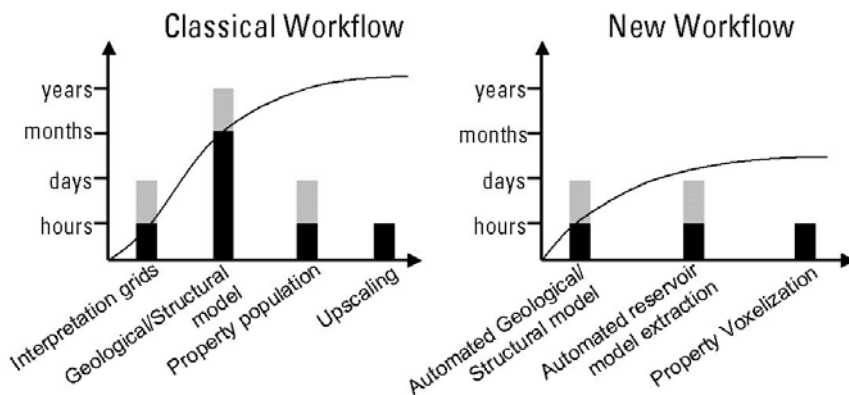 Classical Workflow
years
months
days
hours
Interpretation grids
Geological/Structural
model
Property population
Upscaling
New Workflow
years
months
days
hours
Automated Geological/
Structural model
Automated reservoir
model extraction
Property Voxelization